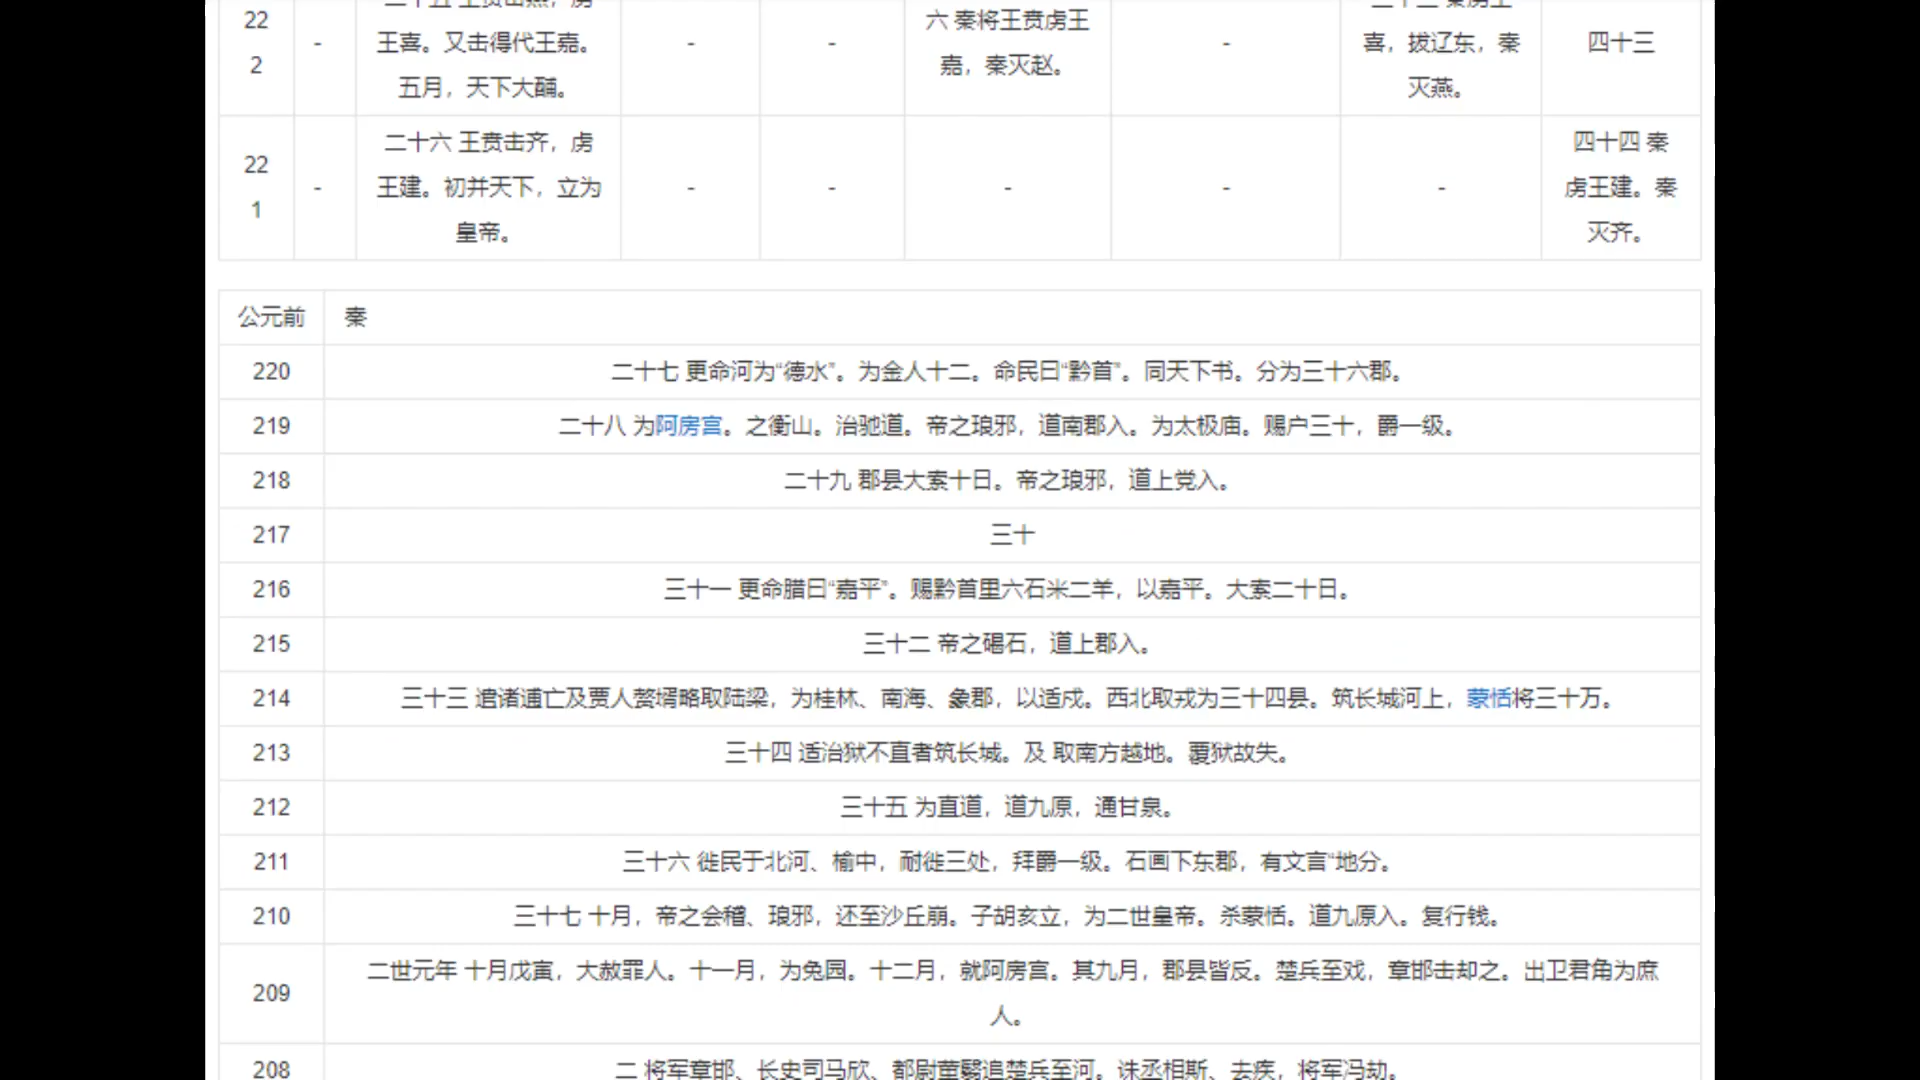 22
2
-
王喜。又击得代王嘉。
五月，天下大酺。
-
-
六 秦将王贲虏王
嘉，秦灭赵。
-
喜，拔辽东，秦
灭燕。
四十三
22
1
-
二十六 王贲击齐，虏
王建。初并天下，立为
皇帝。
-
-
-
-
-
四十四 秦
虏王建。秦
灭齐。
公元前 秦
220 二十七 更命河为“德水”。为金人十二。命民曰“黔首”。同天下书。分为三十六郡。
219 二十八 为阿房宫。之衡山。治驰道。帝之琅邪，道南郡入。为太极庙。赐户三十，爵一级。
218 二十九 郡县大索十日。帝之琅邪，道上党入。
217 三十
216 三十一 更命腊曰“嘉平”。赐黔首里六石米二羊，以嘉平。大索二十日。
215 三十二 帝之碣石，道上郡入。
214 三十三 遣诸逋亡及贾人赘壻略取陆梁，为桂林、南海、象郡，以适戍。西北取戎为三十四县。筑长城河上，蒙恬将三十万。
213 三十四 适治狱不直者筑长城。及 取南方越地。覆狱故失。
212 三十五 为直道，道九原，通甘泉。
211 三十六 徙民于北河、榆中，耐徙三处，拜爵一级。石画下东郡，有文言“地分。
210 三十七 十月，帝之会稽、琅邪，还至沙丘崩。子胡亥立，为二世皇帝。杀蒙恬。道九原入。复行钱。
209 二世元年 十月戊寅，大赦罪人。十一月，为兔园。十二月，就阿房宫。其九月，郡县皆反。楚兵至戏，章邯击却之。出卫君角为庶
人。
208 二 将军章邯、长史司马欣、都尉董翳追楚兵至河。诛丞相斯、去疾，将军冯劫。